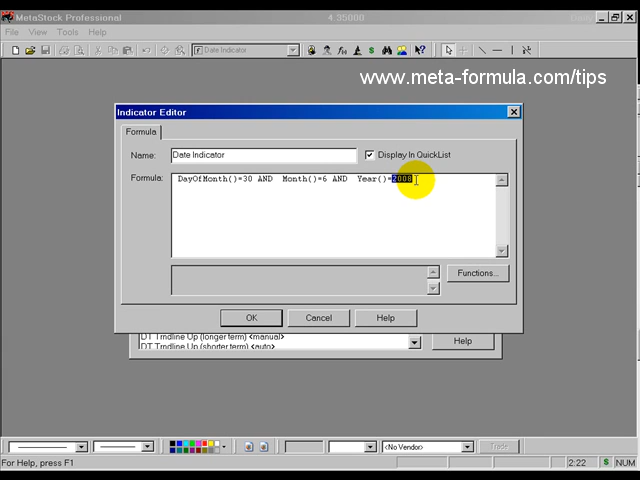 MetaStock Professional
4.35000
File View Tools Help
Date Indicator
www.meta-formula.com/tips
Indicator Editor
Formula
Name:
Date Indicator
Display In QuickList
Formula:
DayOfMonth()=30 AND Month()=6 AND Year()=2008
Functions...
OK
Cancel
Help
DT Trndline Up (longer term) <manual>
DT Trndline Up (shorter term) <auto>
Help
<No Vendor>
Trade
For Help, press F1
2:22
$
NUM